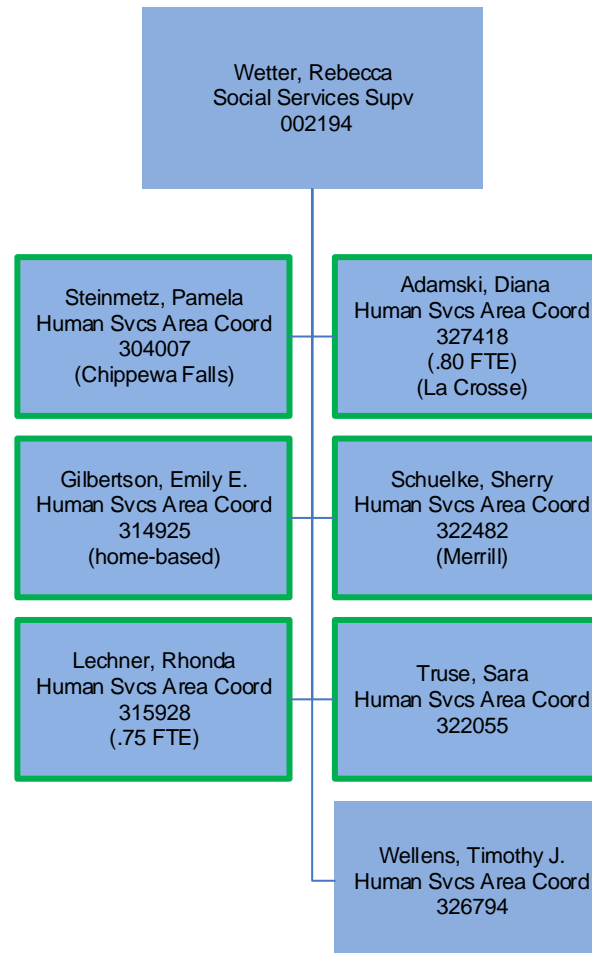 Wetter, Rebecca
Social Services Supv
002194
Steinmetz, Pamela
Human Svcs Area Coord
304007
(Chippewa Falls)
Adamski, Diana
Human Svcs Area Coord
327418
(.80 FTE)
(La Crosse)
Gilbertson, Emily E.
Human Svcs Area Coord
314925
(home-based)
Schuelke, Sherry
Human Svcs Area Coord
322482
(Merrill)
Lechner, Rhonda
Human Svcs Area Coord
315928
(.75 FTE)
Truse, Sara
Human Svcs Area Coord
322055
Wellens, Timothy J.
Human Svcs Area Coord
326794